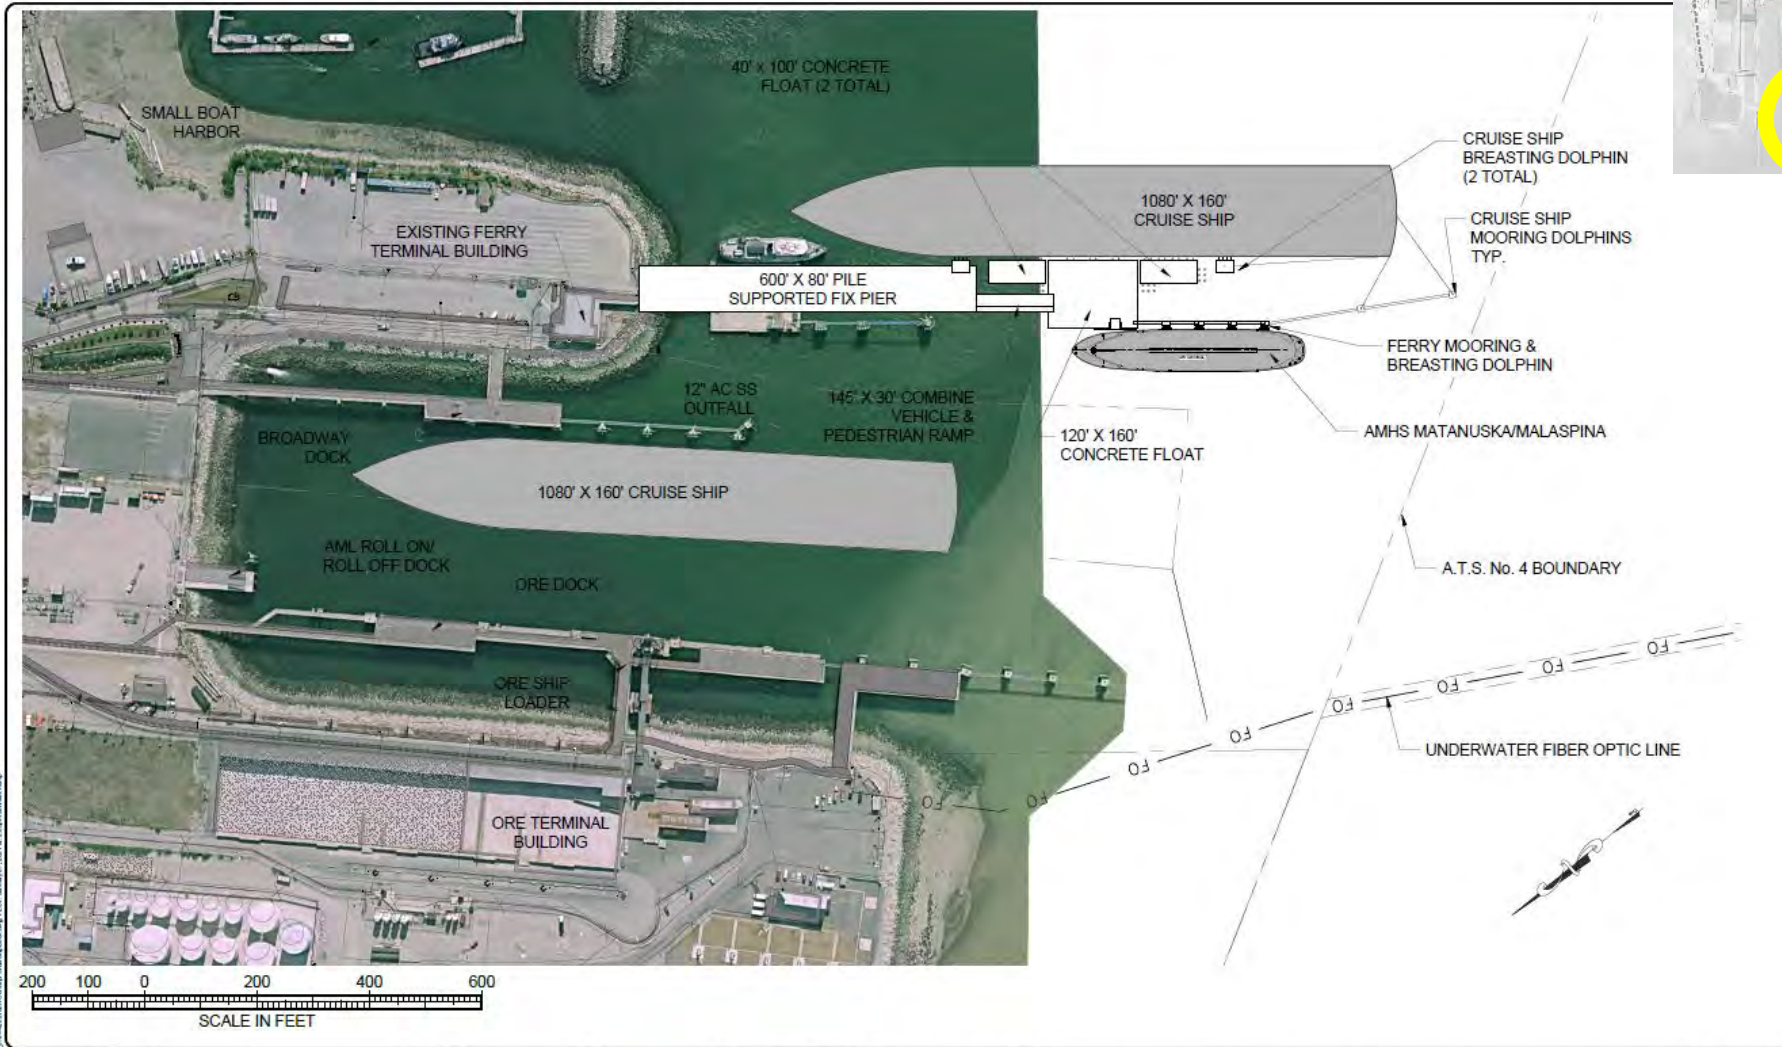 40' x 100' CONCRETE
FLOAT (2 TOTAL)
SMALL BOAT
HARBOR
CRUISE SHIP
BREASTING DOLPHIN
(2 TOTAL)
1080' X 160'
CRUISE SHIP
CRUISE SHIP
MOORING DOLPHINS
TYP.
EXISTING FERRY
TERMINAL BUILDING
600' X 80' PILE
SUPPORTED FIX PIER
FERRY MOORING &
BREASTING DOLPHIN
12" AC SS
OUTFALL
145' X 30' COMBINE
VEHICLE &
PEDESTRIAN RAMP
120' X 160'
CONCRETE FLOAT
AMHS MATANUSKA/MALASPINA
BROADWAY
DOCK
1080' X 160' CRUISE SHIP
AML ROLL ON/
ROLL OFF DOCK
ORE DOCK
A.T.S. No. 4 BOUNDARY
FO
FO
FO
FO
FO
FO
FO
FO
ORE SHIP
LOADER
UNDERWATER FIBER OPTIC LINE
ORE TERMINAL
BUILDING
200 100 0 200 400 600
SCALE IN FEET